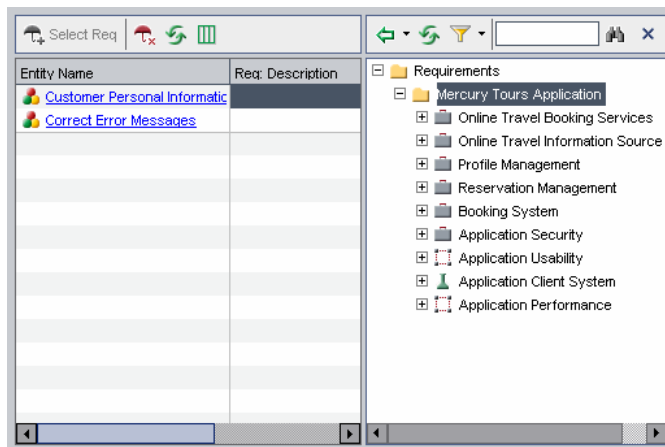 Select Req
Entity Name
Req: Description
Customer Personal Informatic
Correct Error Messages
Requirements
Mercury Tours Application
Online Travel Booking Services
Online Travel Information Source
Profile Management
Reservation Management
Booking System
Application Security
Application Usability
Application Client System
Application Performance